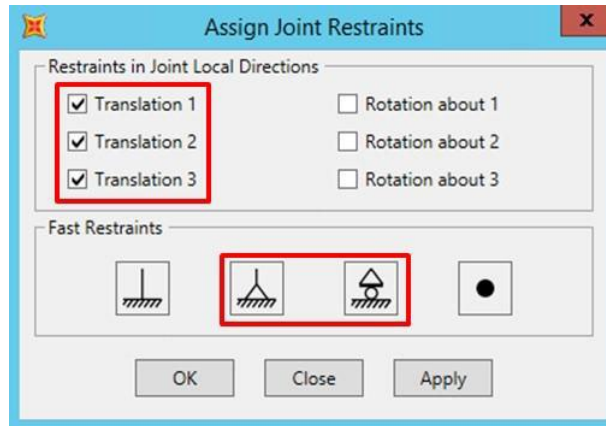 Assign Joint Restraints
x
Restraints in Joint Local Directions
Translation 1 Rotation about 1
Translation 2 Rotation about 2
Translation 3 Rotation about 3
Fast Restraints
OK Close Apply